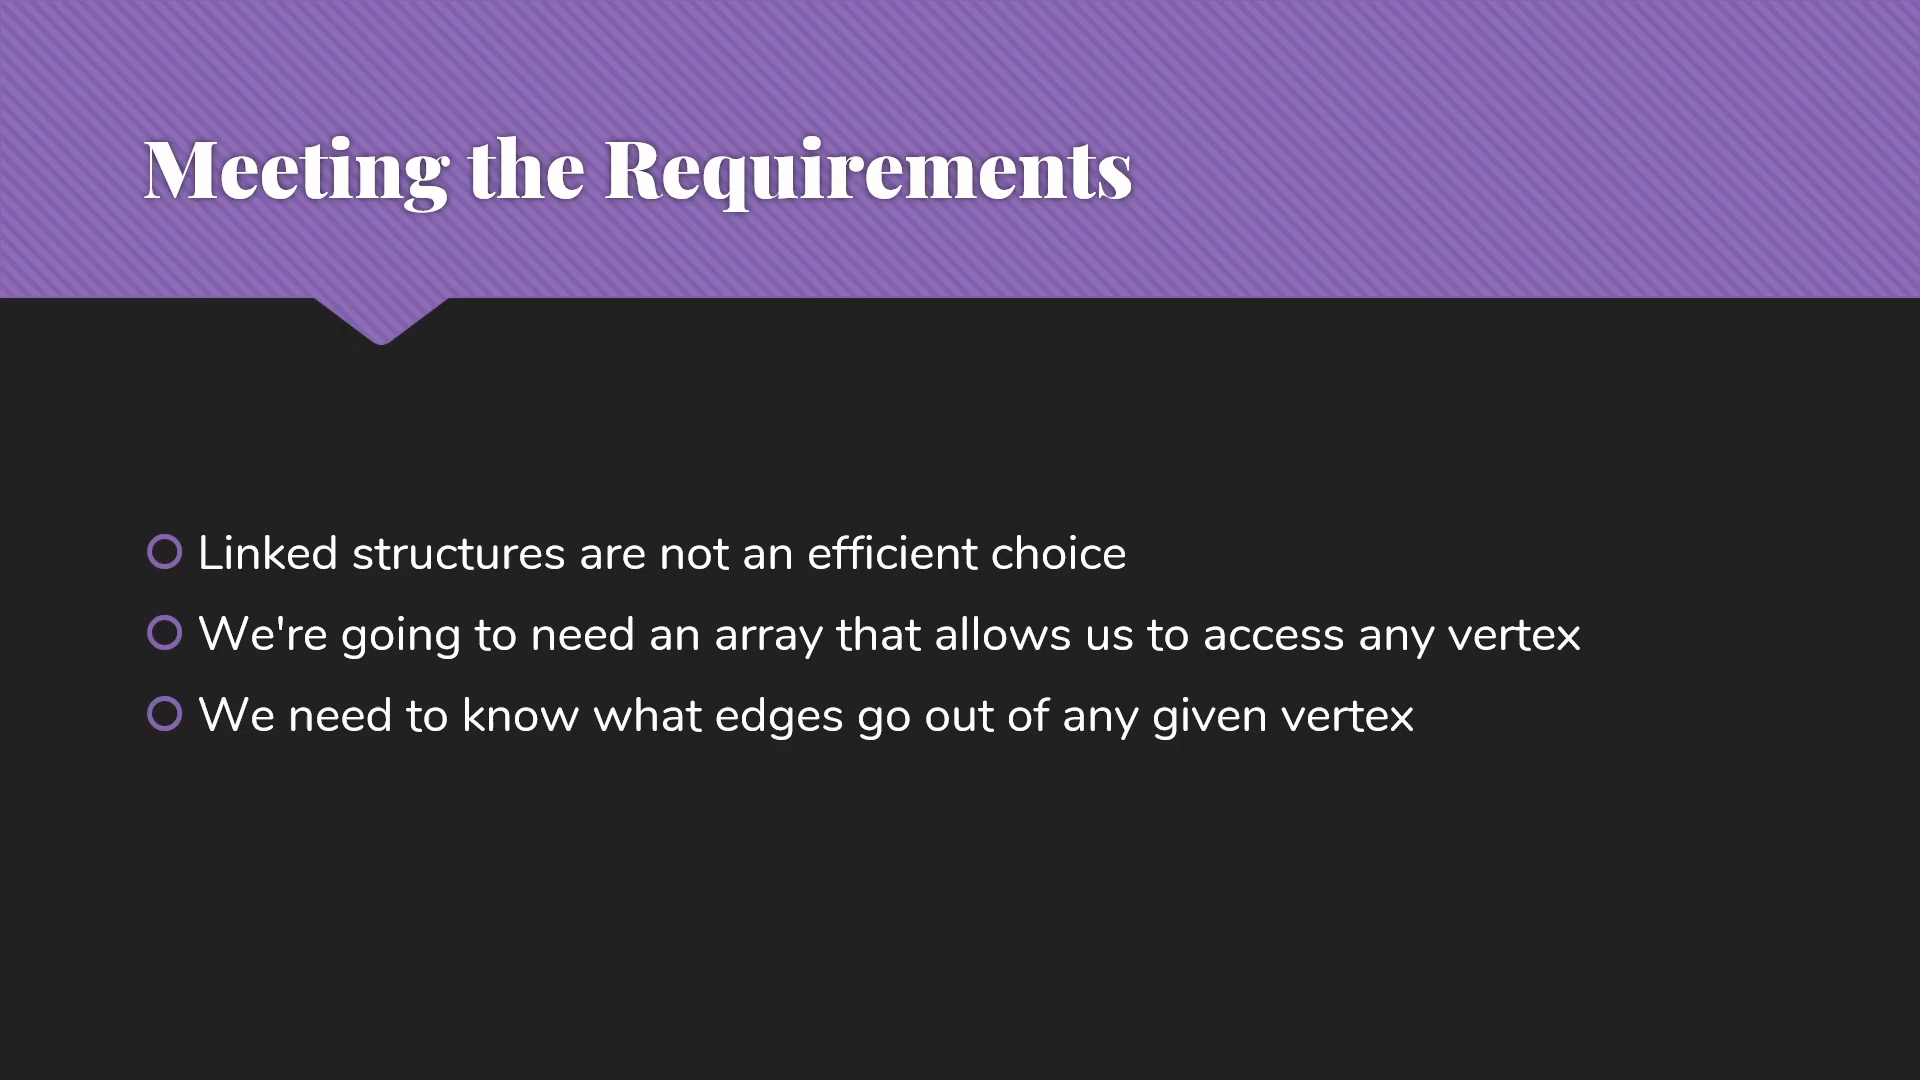 Meeting the Requirements
Linked structures are not an efficient choice
We're going to need an array that allows us to access any vertex
We need to know what edges go out of any given vertex